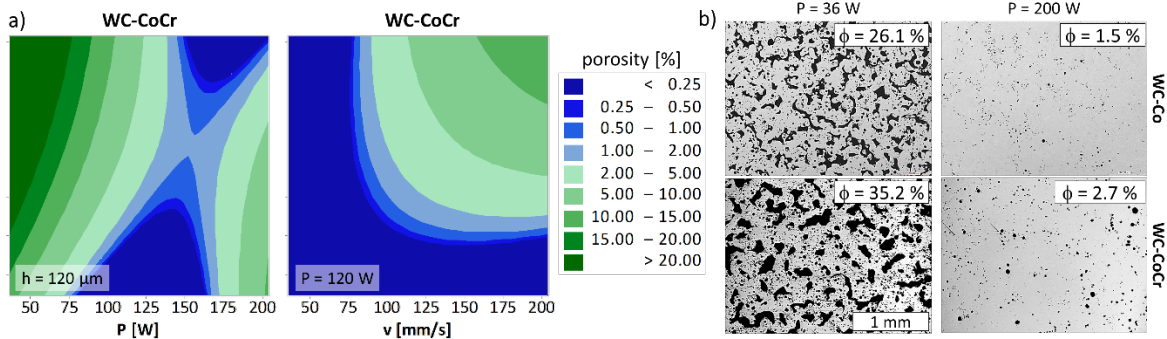 a)
WC-CoCr
WC-CoCr
h = 120 µm
50 75 100 125 150 175 200
P [W]
P = 120 W
50 75 100 125 150 175 200
v [mm/s]
porosity [%]
< 0.25
0.25 – 0.50
0.50 – 1.00
1.00 – 2.00
2.00 – 5.00
5.00 – 10.00
10.00 – 15.00
15.00 – 20.00
> 20.00
b)
P = 36 W
P = 200 W
ϕ = 26.1 %
ϕ = 1.5 %
WC-Co
ϕ = 35.2 %
ϕ = 2.7 %
WC-CoCr
1 mm